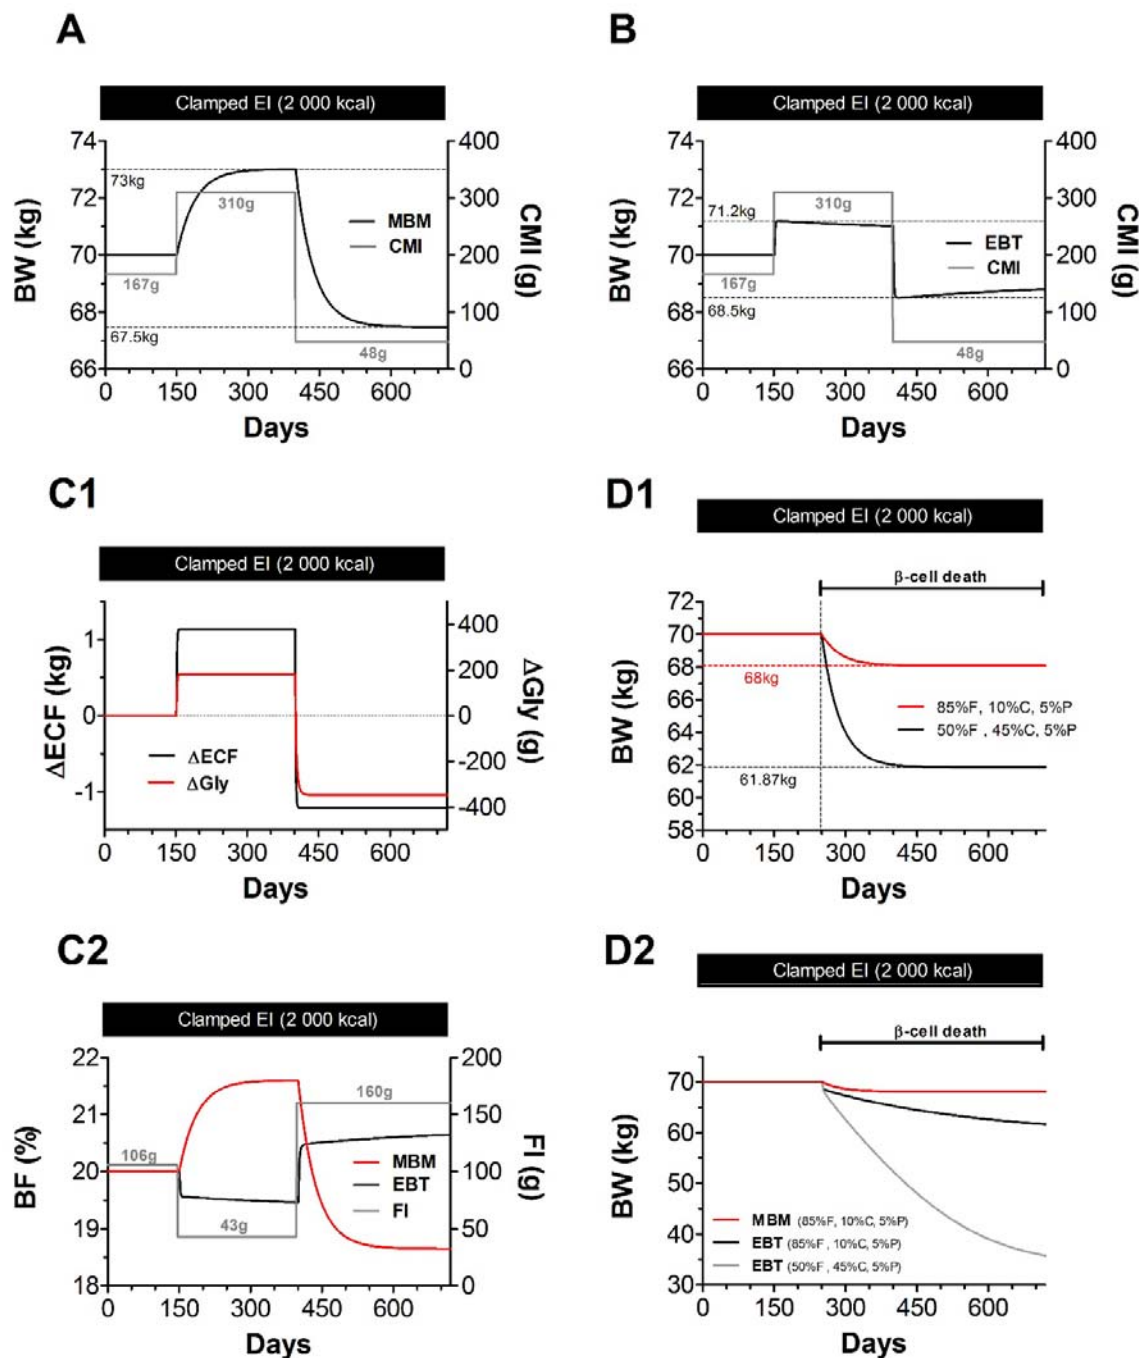 A
Clamped EI (2 000 kcal)
74
72
70
68
66
400
300
200
100
0
73kg
310g
167g
67.5kg
48g
MBM
CMI
BW (kg)
CMI (g)
0 150 300 450 600
Days
B
Clamped EI (2 000 kcal)
74
72
70
68
66
400
300
200
100
0
71.2kg
310g
167g
68.5kg
48g
EBT
CMI
BW (kg)
CMI (g)
0 150 300 450 600
Days
C1
Clamped EI (2 000 kcal)
1
0
-1
400
200
0
-200
-400
ΔECF
ΔGly
ΔECF (kg)
ΔGly (g)
0 150 300 450 600
Days
D1
Clamped EI (2 000 kcal)
β-cell death
72
70
68
66
64
62
60
58
68kg
85%F, 10%C, 5%P
50%F , 45%C, 5%P
61.87kg
BW (kg)
0 150 300 450 600
Days
C2
Clamped EI (2 000 kcal)
22
21
20
19
18
200
150
100
50
0
106g
160g
43g
MBM
EBT
FI
BF (%)
FI (g)
0 150 300 450 600
Days
D2
Clamped EI (2 000 kcal)
β-cell death
70
60
50
40
30
MBM (85%F , 10%C, 5%P)
EBT (85%F , 10%C, 5%P)
EBT (50%F , 45%C, 5%P)
BW (kg)
0 150 300 450 600
Days